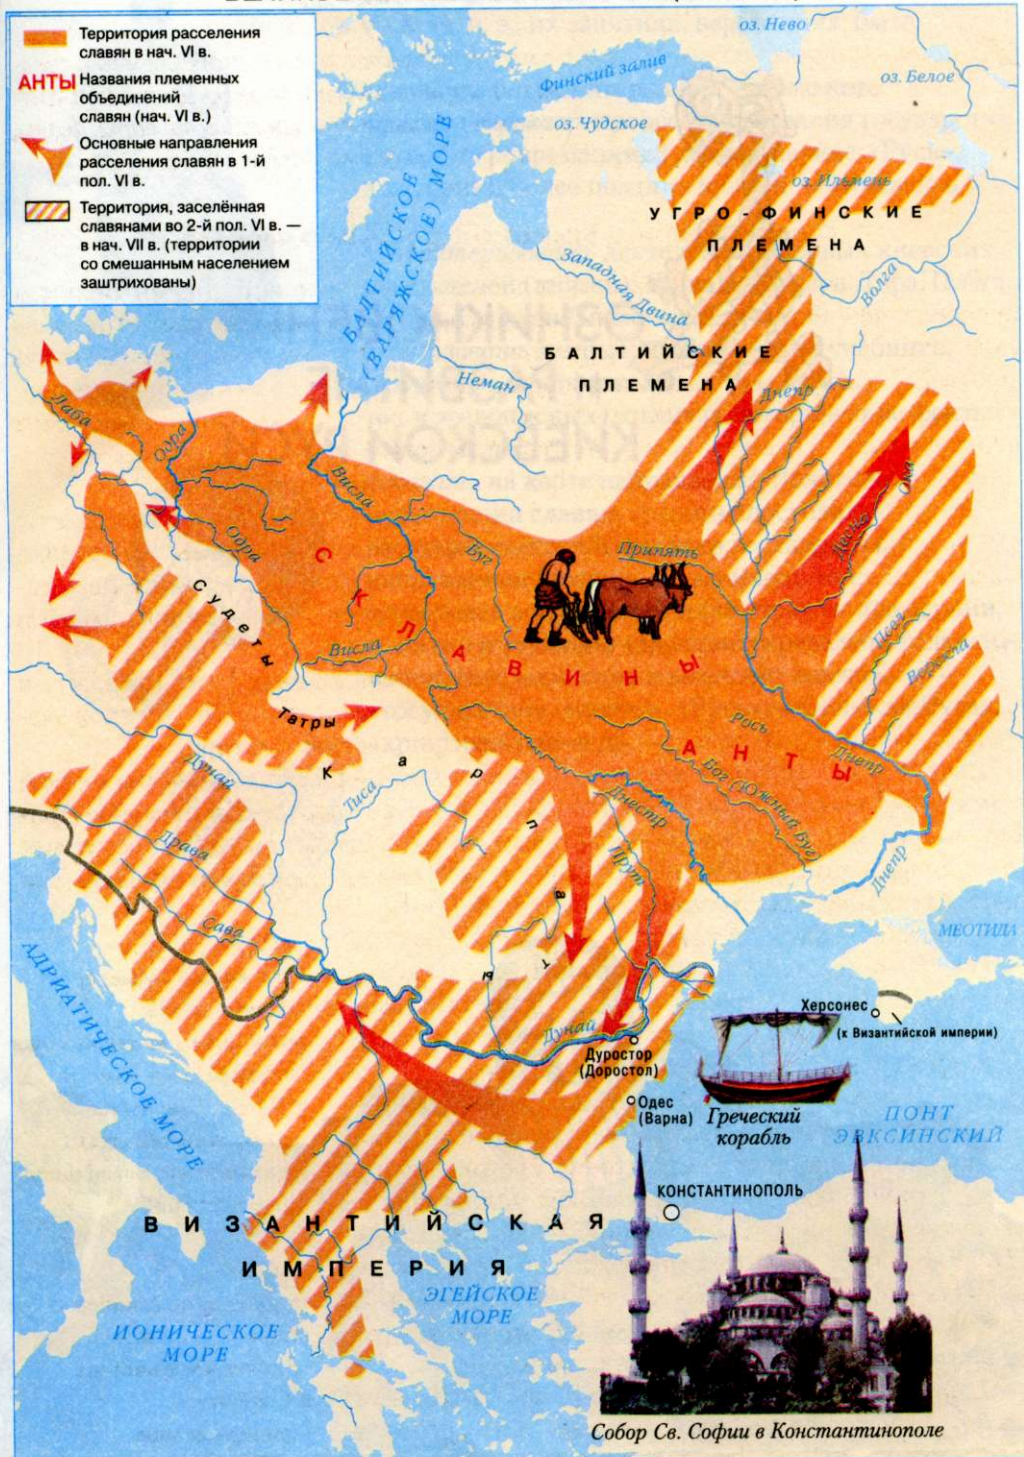 Территория расселения
славян в нач. VI в.
АНТЫ Названия племенных
объединений
славян (нач. VI в.)
Основные направления
расселения славян в 1-й
пол. VI в.
Территория, заселённая
славянами во 2-й пол. VI в. —
в нач. VII в. (территории
со смешанным населением
заштрихованы)
оз. Нево
Финский залив
оз. Белое
оз. Чудское
оз. Ильмень
УГРО-ФИНСКИЕ
ПЛЕМЕНА
БАЛТИЙСКОЕ
(ВАРЯЖСКОЕ) МОРЕ
Западная Двина
Волга
БАЛТИЙСКИЕ
ПЛЕМЕНА
Неман
Днепр
Лаба
Одра
Висла
Ока
Десна
Одра
Буг
Припять
СКЛАВИНЫ
Судеты
Висла
Псел
Ворскла
Татры
Рось
АНТЫ
Днепр
Карпаты
Дунай
Тиса
Днестр
Бог (Южный Буг)
Драва
Прут
Днепр
Сава
МЕОТИДА
АДРИАТИЧЕСКОЕ МОРЕ
Дунай
Херсонес
(к Византийской империи)
Дуростор
(Доростол)
Одес
(Варна)
Греческий
корабль
ПОНТ
ЭВКСИНСКИЙ
КОНСТАНТИНОПОЛЬ
ВИЗАНТИЙСКАЯ
ИМПЕРИЯ
ЭГЕЙСКОЕ
МОРЕ
ИОНИЧЕСКОЕ
МОРЕ
Собор Св. Софии в Константинополе